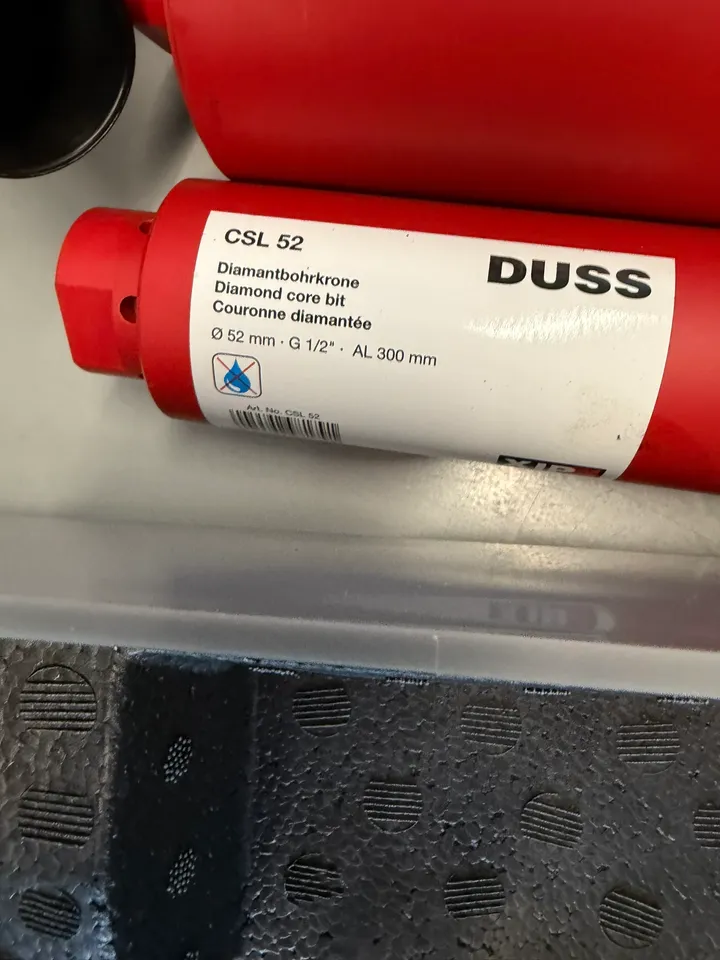 CSL 52
DUSS
Diamantbohrkrone
Diamond core bit
Couronne diamantée
Ø 52 mm · G 1/2" · AL 300 mm
Art. No. CSL 52